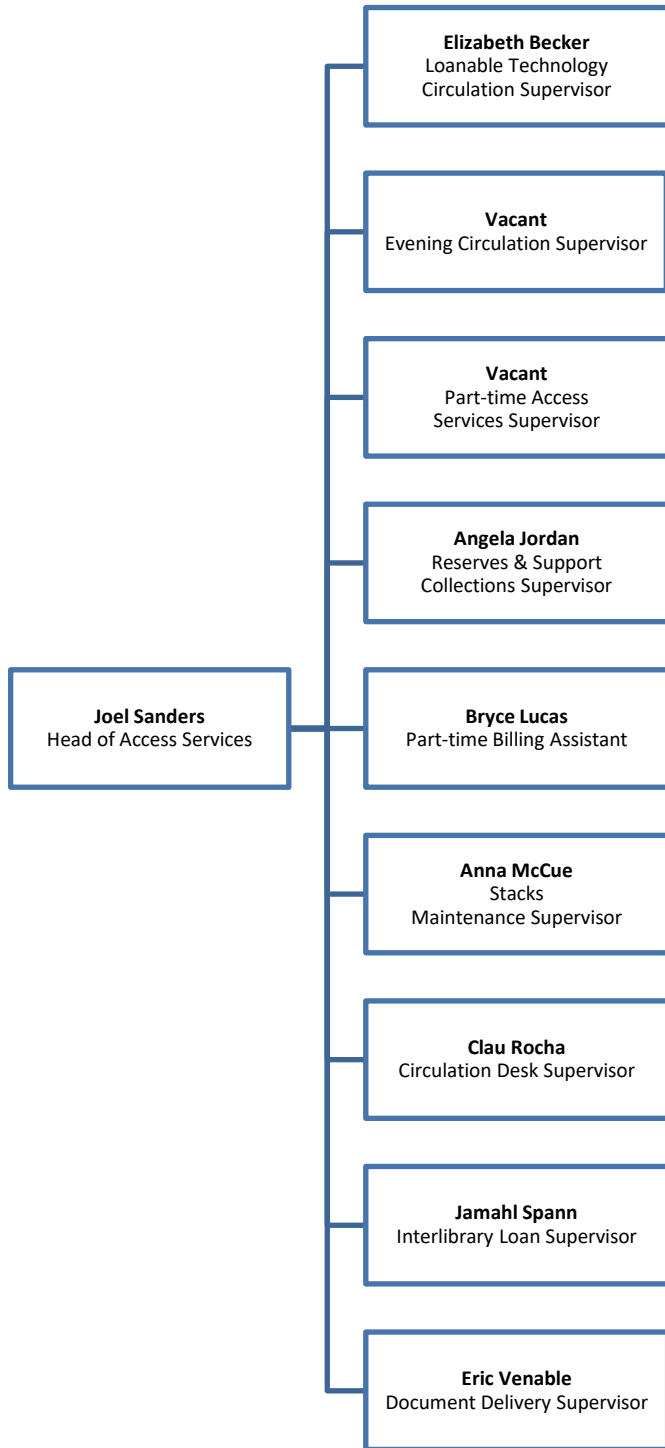 Elizabeth Becker
Loanable Technology
Circulation Supervisor
Vacant
Evening Circulation Supervisor
Vacant
Part-time Access
Services Supervisor
Angela Jordan
Reserves & Support
Collections Supervisor
Joel Sanders
Head of Access Services
Bryce Lucas
Part-time Billing Assistant
Anna McCue
Stacks
Maintenance Supervisor
Clau Rocha
Circulation Desk Supervisor
Jamahl Spann
Interlibrary Loan Supervisor
Eric Venable
Document Delivery Supervisor